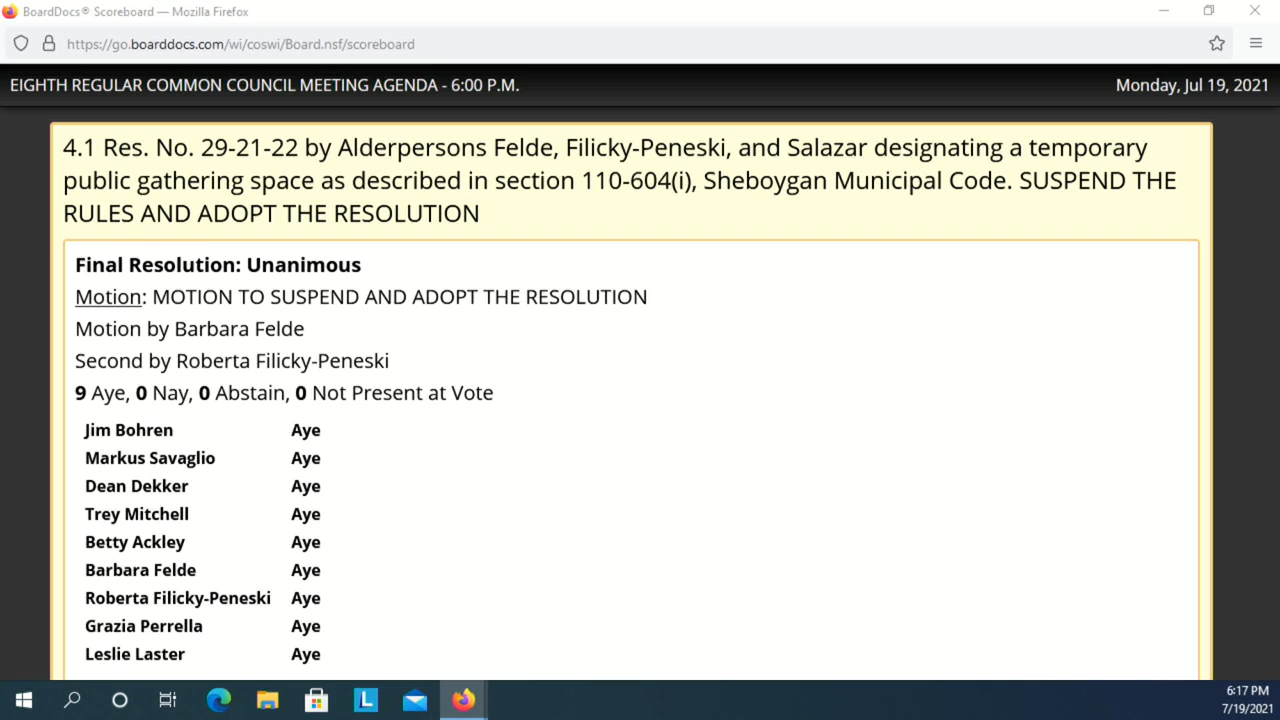 BoardDocs® Scoreboard — Mozilla Firefox
https://go.boarddocs.com/wi/coswi/Board.nsf/scoreboard
EIGHTH REGULAR COMMON COUNCIL MEETING AGENDA - 6:00 P.M. Monday, Jul 19, 2021
4.1 Res. No. 29-21-22 by Alderpersons Felde, Filicky-Peneski, and Salazar designating a temporary
public gathering space as described in section 110-604(i), Sheboygan Municipal Code. SUSPEND THE
RULES AND ADOPT THE RESOLUTION
Final Resolution: Unanimous
Motion: MOTION TO SUSPEND AND ADOPT THE RESOLUTION
Motion by Barbara Felde
Second by Roberta Filicky-Peneski
9 Aye, 0 Nay, 0 Abstain, 0 Not Present at Vote
Jim Bohren Aye
Markus Savaglio Aye
Dean Dekker Aye
Trey Mitchell Aye
Betty Ackley Aye
Barbara Felde Aye
Roberta Filicky-Peneski Aye
Grazia Perrella Aye
Leslie Laster Aye
L
6:17 PM
7/19/2021